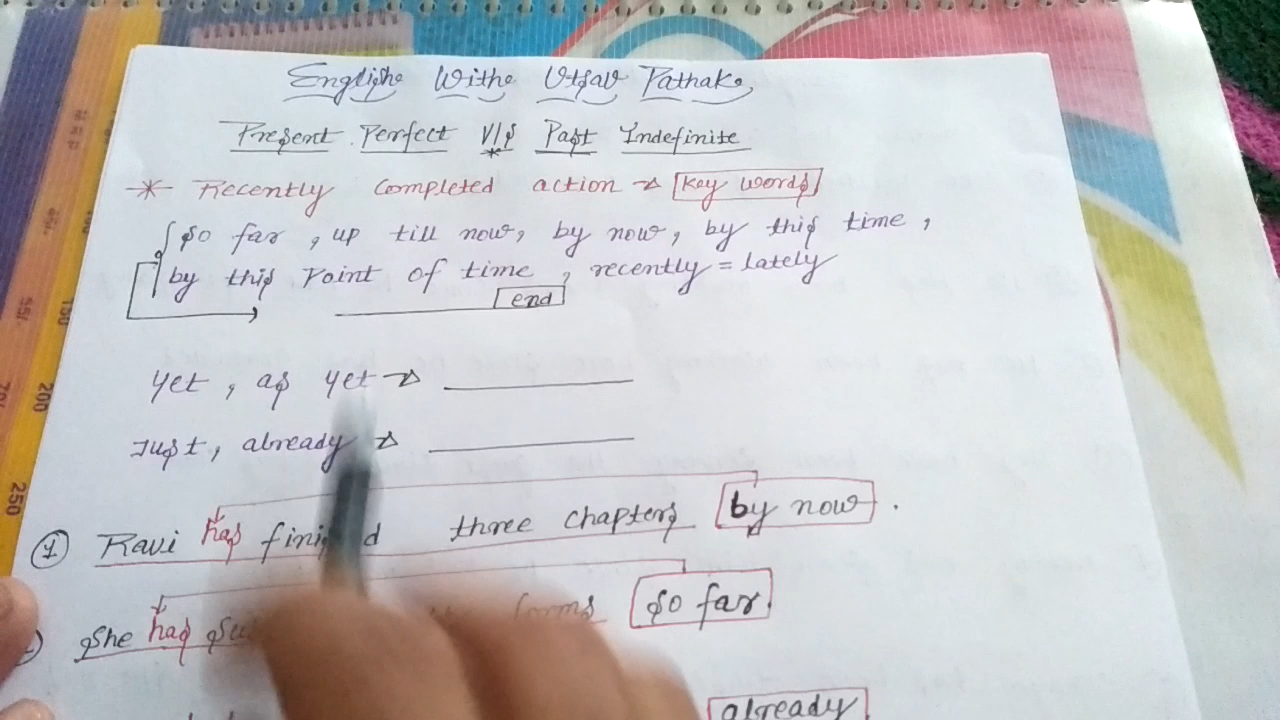 English With Utsav Pathak
Present Perfect V/s Past Indefinite
* Recently completed action → key words
so far, up till now, by now, by this time,
by this point of time, recently = lately
end
yet, as yet →
Just, already →
1 Ravi has finished three chapters by now.
She has forms so far.
already